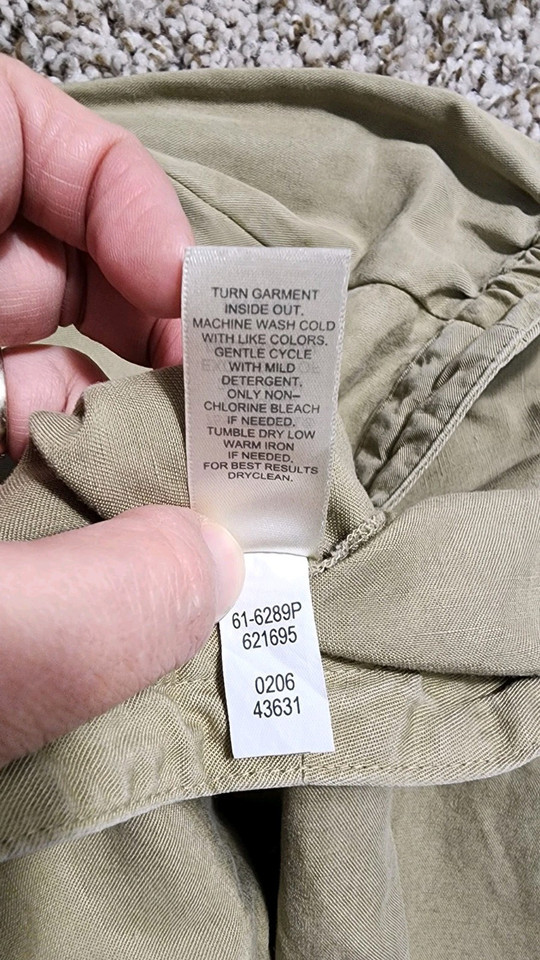 TURN GARMENT
INSIDE OUT.
MACHINE WASH COLD
WITH LIKE COLORS.
GENTLE CYCLE
WITH MILD
DETERGENT.
ONLY NON–
CHLORINE BLEACH
IF NEEDED.
TUMBLE DRY LOW
WARM IRON
IF NEEDED.
FOR BEST RESULTS
DRYCLEAN.
61-6289P
621695
0206
43631